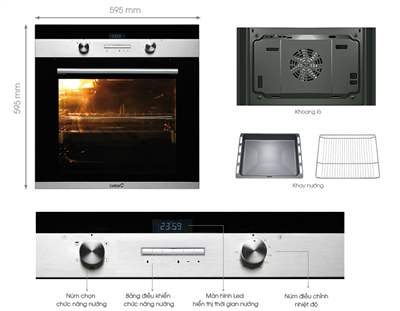 595 mm
595 mm
CATA
Khoang lò
Khay nướng
23:59
Núm chọn
chức năng nướng
Bảng điều khiển
chức năng nướng
Màn hình Led
hiển thị thời gian nướng
Núm điều chỉnh
nhiệt độ